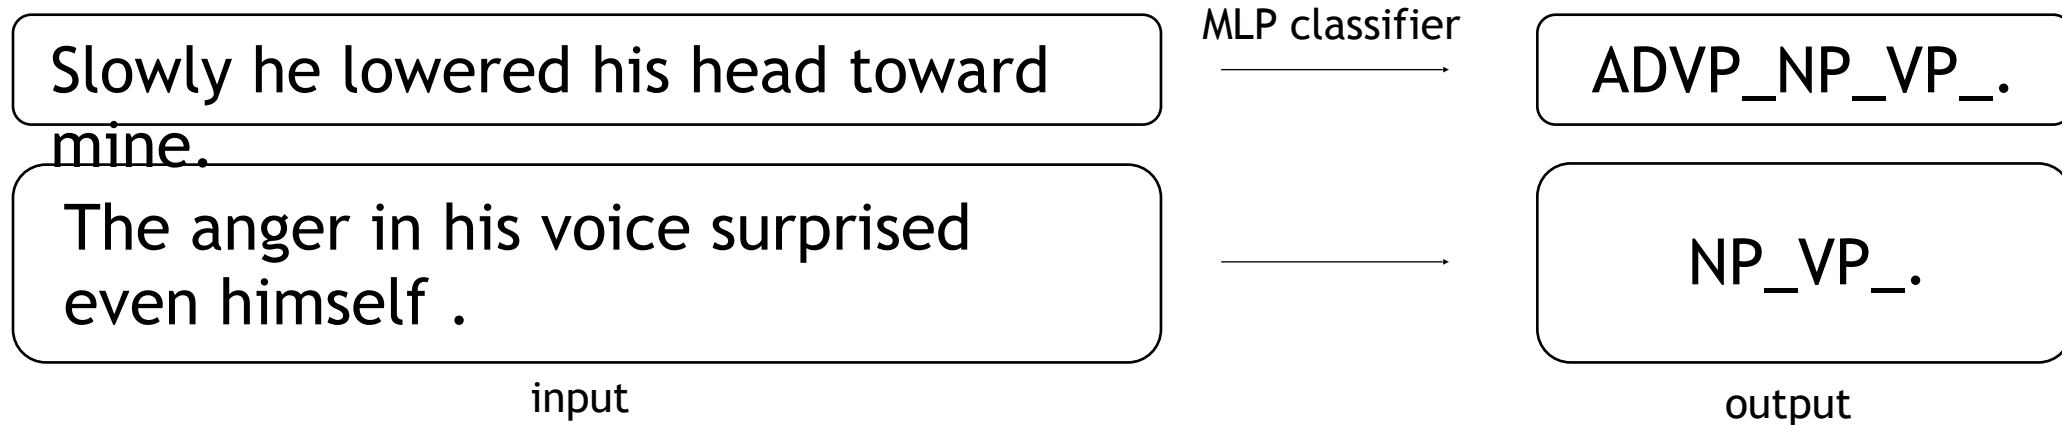 MLP classifier
Slowly he lowered his head toward
mine.
ADVP_NP_VP_.
The anger in his voice surprised
even himself .
NP_VP_.
input
output